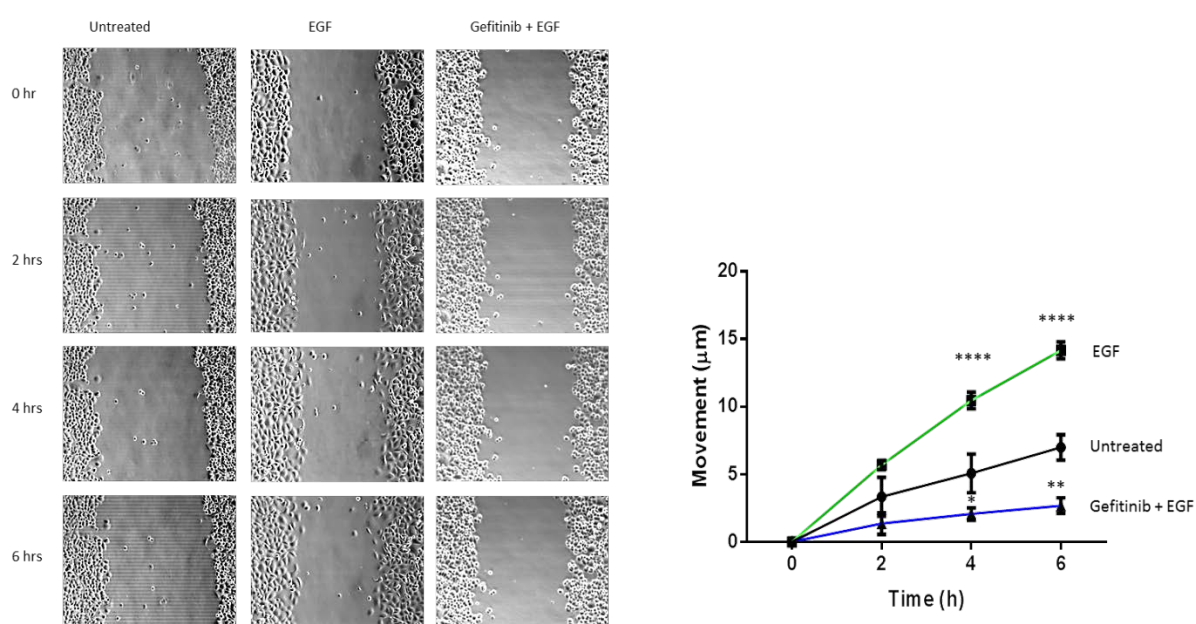 Untreated EGF Gefitinib + EGF
0 hr
2 hrs
4 hrs
6 hrs
20
15
10
5
0
Movement (μm)
****
****
*
**
EGF
Untreated
Gefitinib + EGF
0 2 4 6
Time (h)